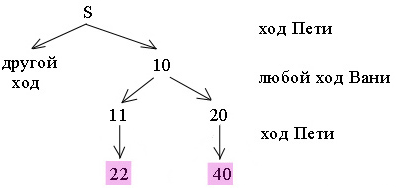 S
ход Пети
другой
ход
10
любой ход Вани
11
20
ход Пети
22
40